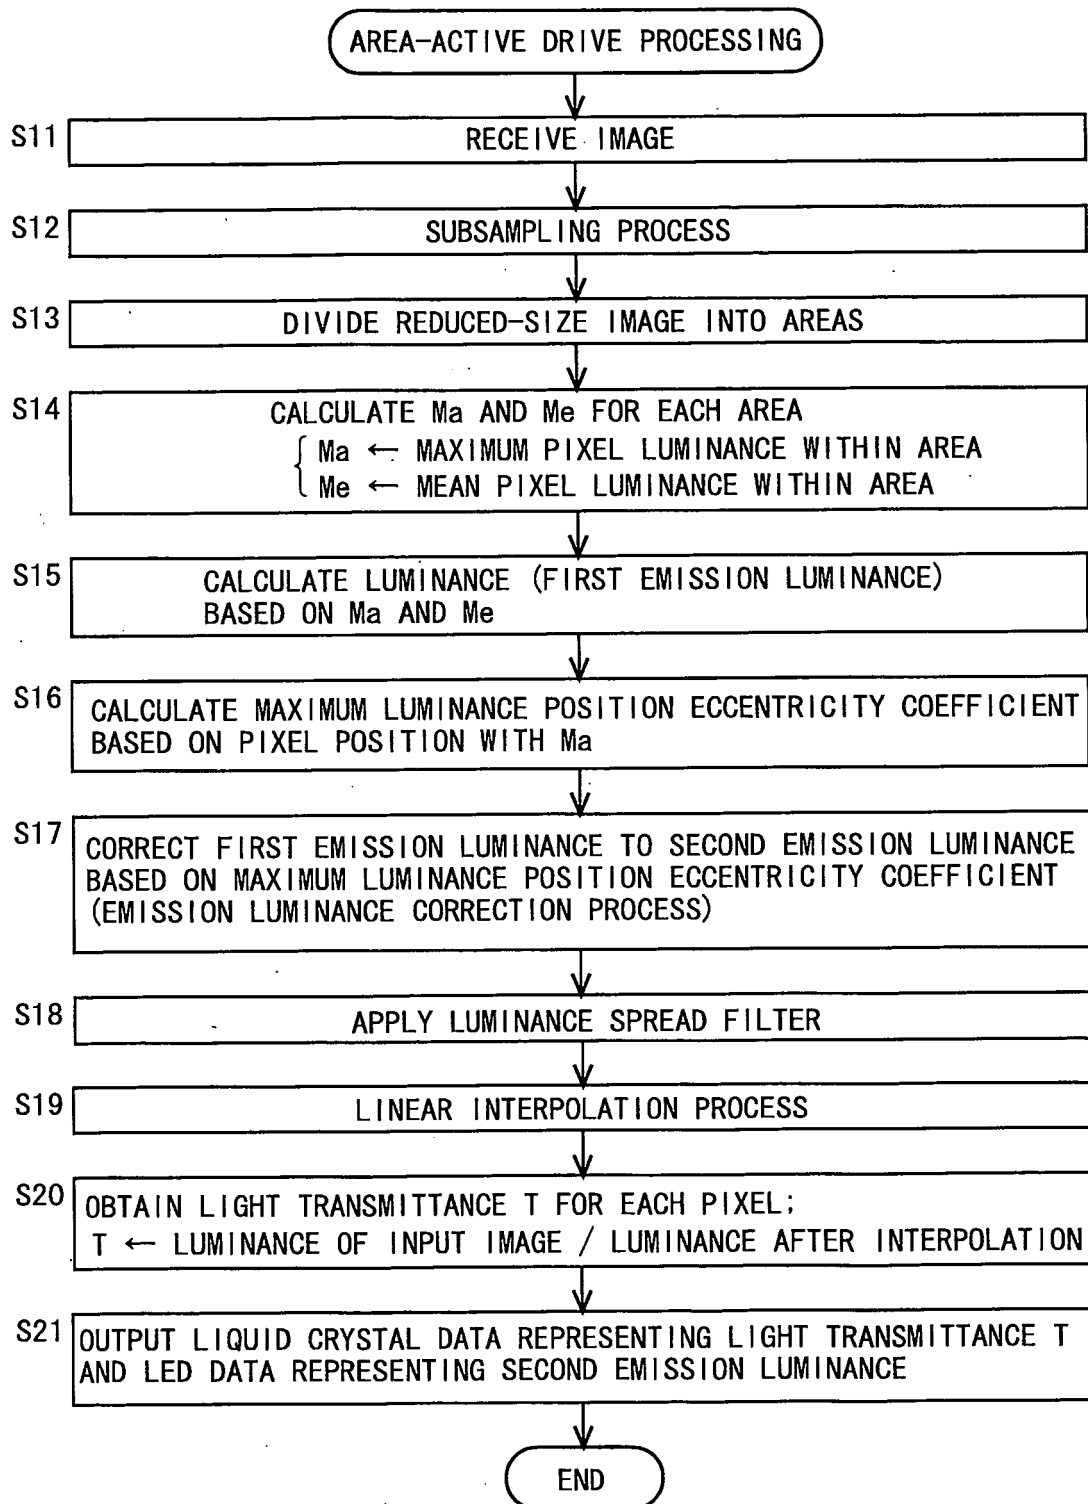 AREA-ACTIVE DRIVE PROCESSING
S11
RECEIVE IMAGE
S12
SUBSAMPLING PROCESS
S13
DIVIDE REDUCED-SIZE IMAGE INTO AREAS
S14
CALCULATE Ma AND Me FOR EACH AREA
Ma ← MAXIMUM PIXEL LUMINANCE WITHIN AREA
Me ← MEAN PIXEL LUMINANCE WITHIN AREA
S15
CALCULATE LUMINANCE (FIRST EMISSION LUMINANCE)
BASED ON Ma AND Me
S16
CALCULATE MAXIMUM LUMINANCE POSITION ECCENTRICITY COEFFICIENT
BASED ON PIXEL POSITION WITH Ma
S17
CORRECT FIRST EMISSION LUMINANCE TO SECOND EMISSION LUMINANCE
BASED ON MAXIMUM LUMINANCE POSITION ECCENTRICITY COEFFICIENT
(EMISSION LUMINANCE CORRECTION PROCESS)
S18
APPLY LUMINANCE SPREAD FILTER
S19
LINEAR INTERPOLATION PROCESS
S20
OBTAIN LIGHT TRANSMITTANCE T FOR EACH PIXEL;
T ← LUMINANCE OF INPUT IMAGE / LUMINANCE AFTER INTERPOLATION
S21
OUTPUT LIQUID CRYSTAL DATA REPRESENTING LIGHT TRANSMITTANCE T
AND LED DATA REPRESENTING SECOND EMISSION LUMINANCE
END